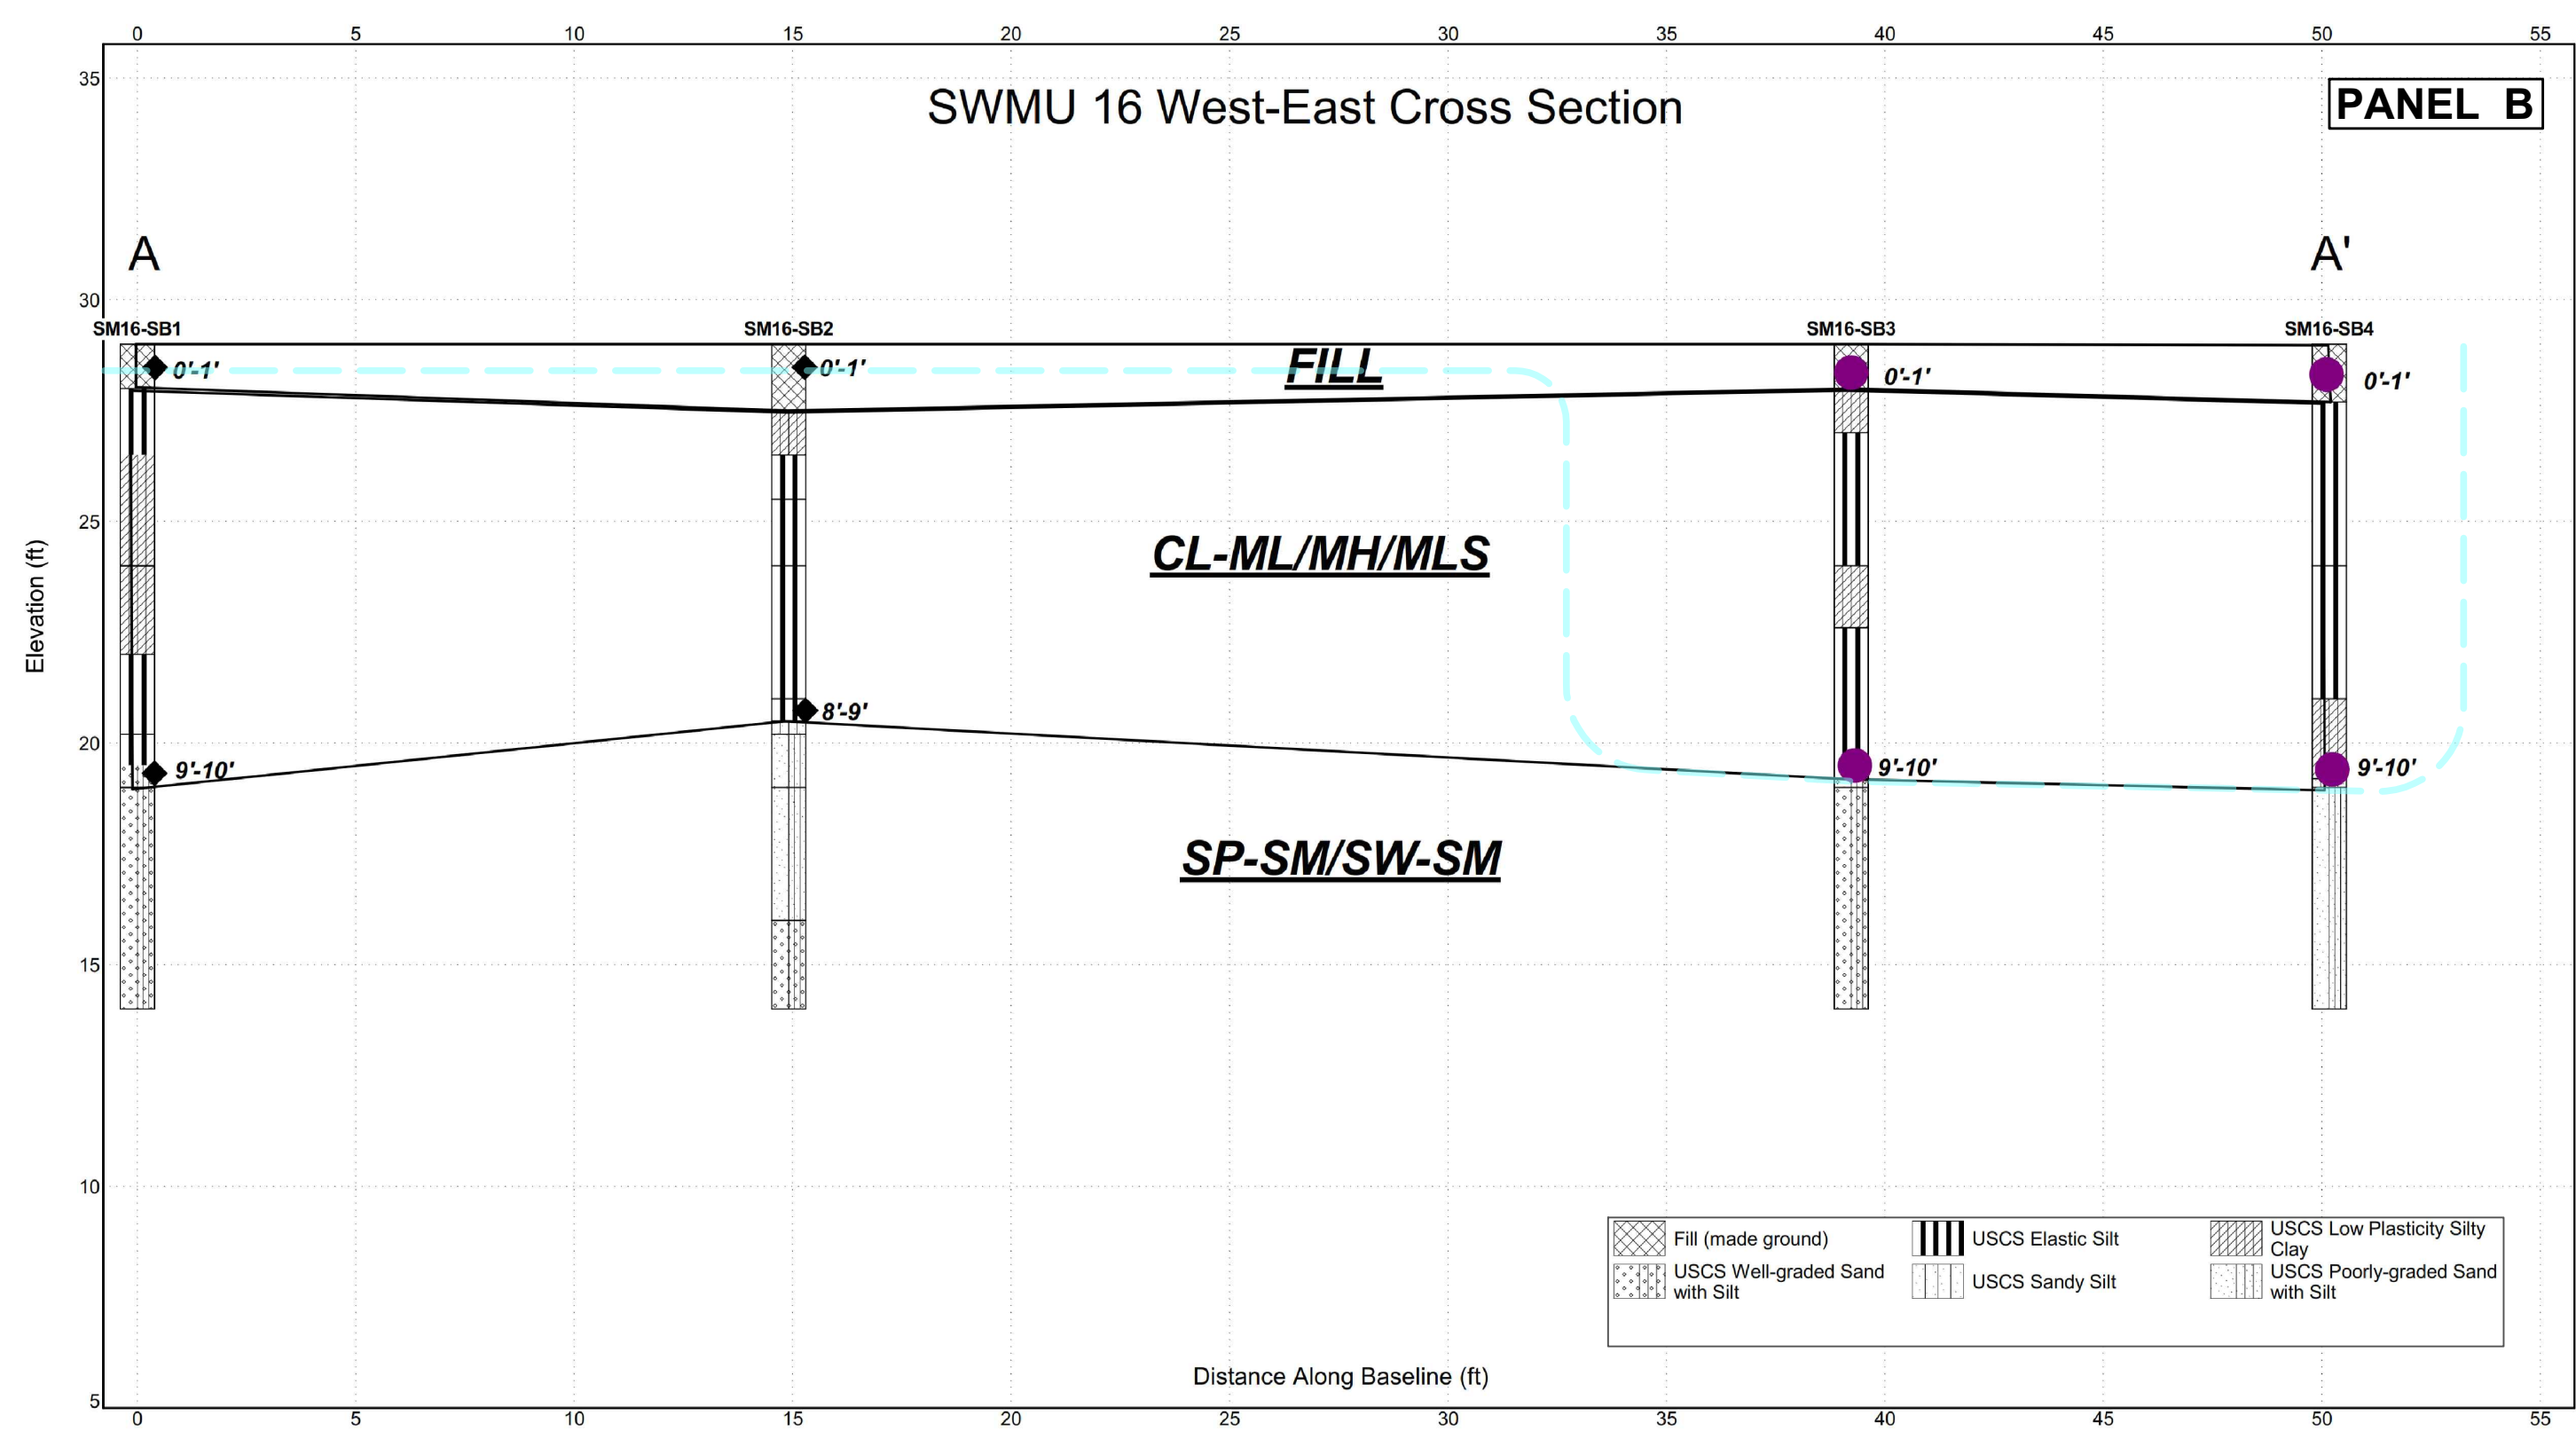 0 5 10 15 20 25 30 35 40 45 50 55
35
SWMU 16 West-East Cross Section
PANEL B
A
A'
30
SM16-SB1
SM16-SB2
SM16-SB3
SM16-SB4
0'-1'
0'-1'
FILL
0'-1'
0'-1'
25
CL-ML/MH/MLS
Elevation (ft)
8'-9'
20
9'-10'
9'-10'
9'-10'
SP-SM/SW-SM
15
10
Fill (made ground)
USCS Elastic Silt
USCS Low Plasticity Silty
Clay
USCS Well-graded Sand
with Silt
USCS Sandy Silt
USCS Poorly-graded Sand
with Silt
Distance Along Baseline (ft)
5
0 5 10 15 20 25 30 35 40 45 50 55